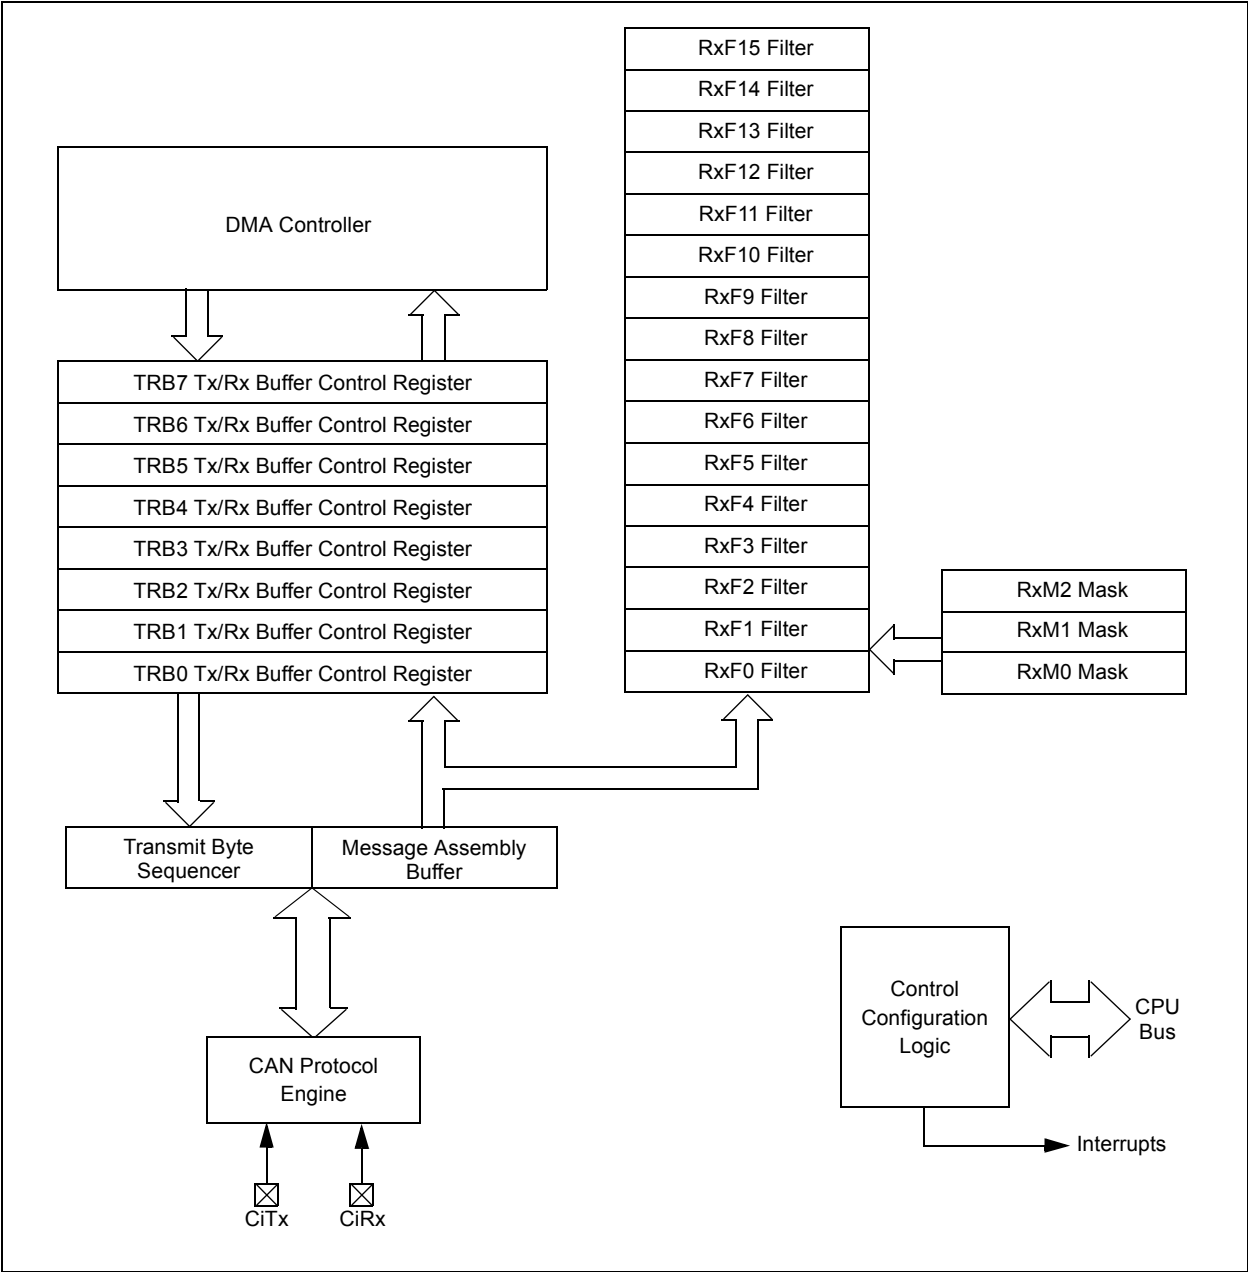 RxF15 Filter
RxF14 Filter
RxF13 Filter
RxF12 Filter
RxF11 Filter
RxF10 Filter
RxF9 Filter
RxF8 Filter
RxF7 Filter
RxF6 Filter
RxF5 Filter
RxF4 Filter
RxF3 Filter
RxF2 Filter
RxF1 Filter
RxF0 Filter
DMA Controller
TRB7 Tx/Rx Buffer Control Register
TRB6 Tx/Rx Buffer Control Register
TRB5 Tx/Rx Buffer Control Register
TRB4 Tx/Rx Buffer Control Register
TRB3 Tx/Rx Buffer Control Register
TRB2 Tx/Rx Buffer Control Register
TRB1 Tx/Rx Buffer Control Register
TRB0 Tx/Rx Buffer Control Register
RxM2 Mask
RxM1 Mask
RxM0 Mask
Transmit Byte
Sequencer
Message Assembly
Buffer
Control
Configuration
Logic
CPU
Bus
CAN Protocol
Engine
Interrupts
CiTx
CiRx